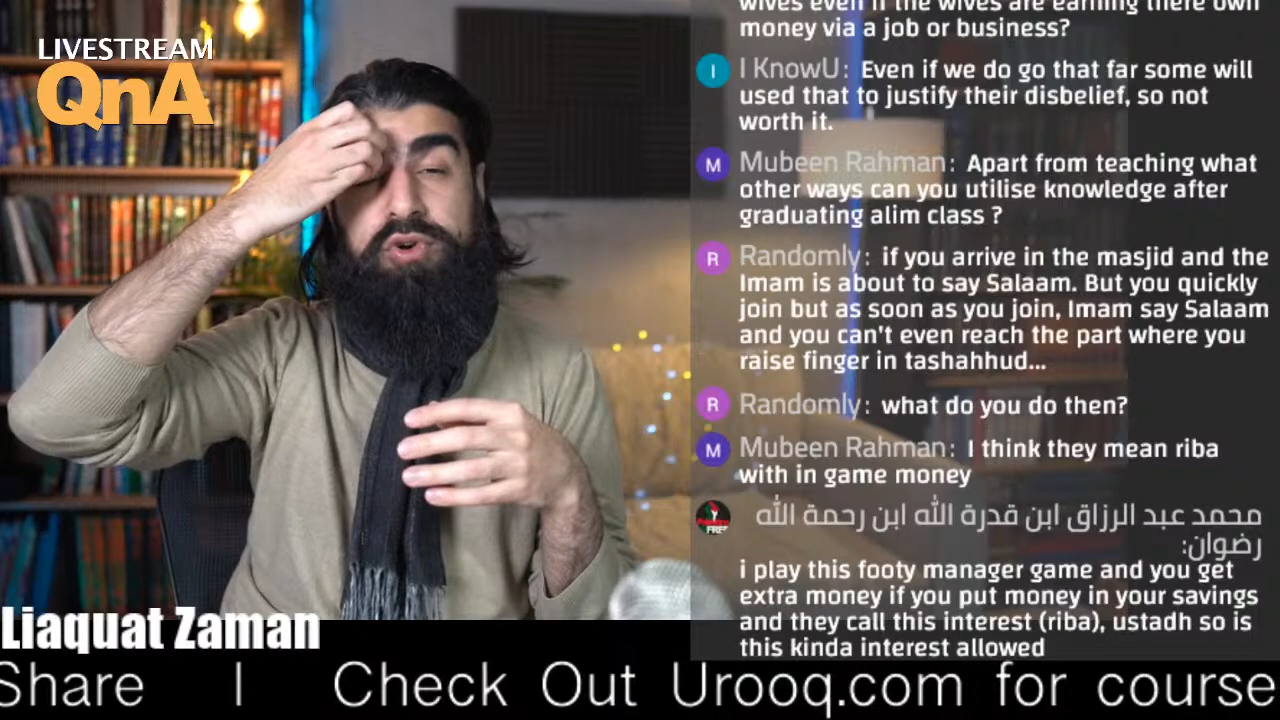 LIVESTREAM
QnA
wives even if the wives are earning there own
money via a job or business?
I I KnowU: Even if we do go that far some will
used that to justify their disbelief, so not
worth it.
M Mubeen Rahman: Apart from teaching what
other ways can you utilise knowledge after
graduating alim class ?
R Randomly: if you arrive in the masjid and the
Imam is about to say Salaam. But you quickly
join but as soon as you join, Imam say Salaam
and you can't even reach the part where you
raise finger in tashahhud...
R Randomly: what do you do then?
M Mubeen Rahman: I think they mean riba
with in game money
محمد عبد الرزاق ابن قدرة الله ابن رحمة الله
رضوان:
i play this footy manager game and you get
extra money if you put money in your savings
and they call this interest (riba), ustadh so is
this kinda interest allowed
Liaquat Zaman
Share | Check Out Urooq.com for course